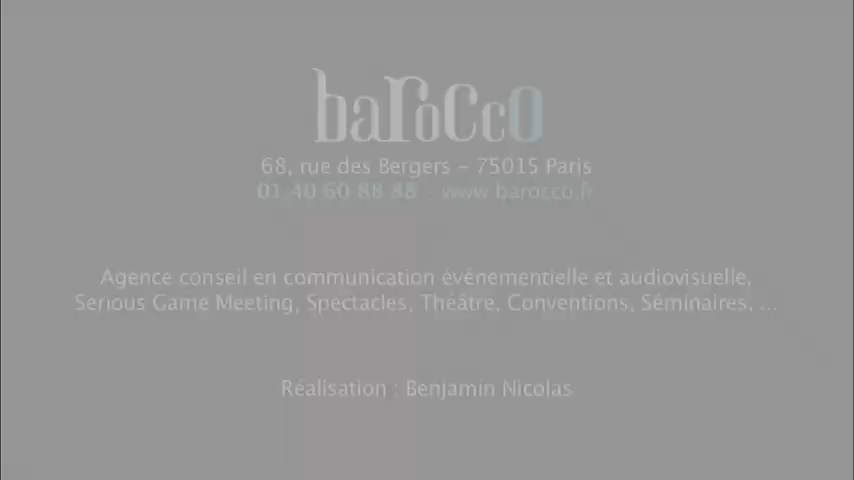 barocco
68, rue des Bergers – 75015 Paris
01 40 60 88 88 - www.barocco.fr
Agence conseil en communication événementielle et audiovisuelle,
Serious Game Meeting, Spectacles, Théâtre, Conventions, Séminaires, ...
Réalisation : Benjamin Nicolas